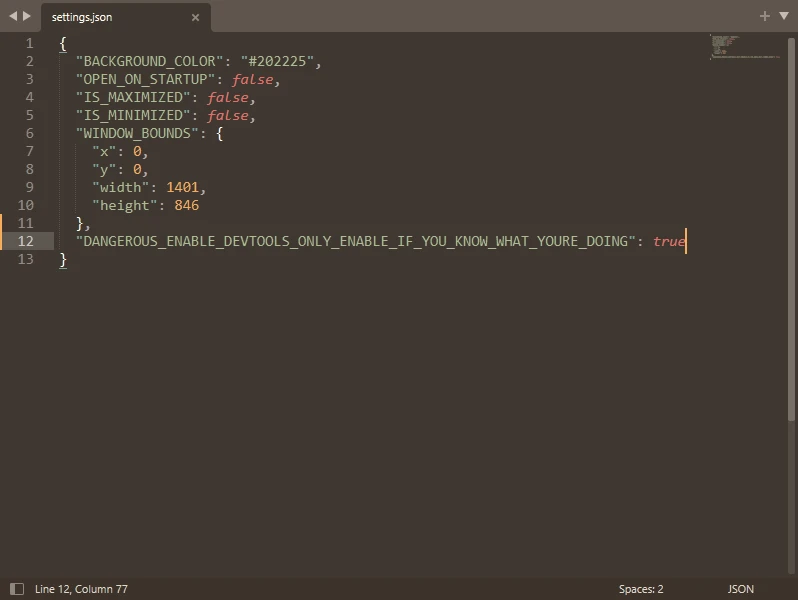 settings.json
1 {
2   "BACKGROUND_COLOR": "#202225",
3   "OPEN_ON_STARTUP": false,
4   "IS_MAXIMIZED": false,
5   "IS_MINIMIZED": false,
6   "WINDOW_BOUNDS": {
7     "x": 0,
8     "y": 0,
9     "width": 1401,
10     "height": 846
11   },
12   "DANGEROUS_ENABLE_DEVTOOLS_ONLY_ENABLE_IF_YOU_KNOW_WHAT_YOURE_DOING": true
13 }
Line 12, Column 77 Spaces: 2 JSON